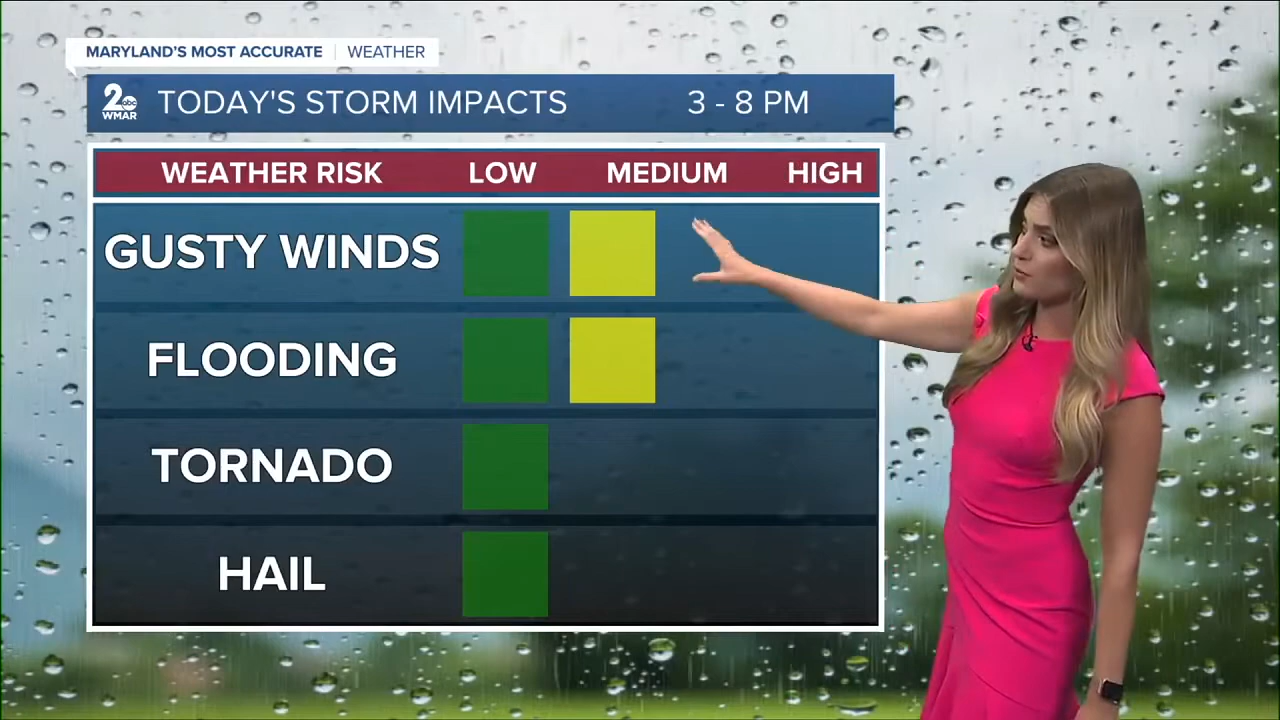 MARYLAND'S MOST ACCURATE | WEATHER
2 abc WMAR TODAY'S STORM IMPACTS 3 - 8 PM
WEATHER RISK LOW MEDIUM HIGH
GUSTY WINDS
FLOODING
TORNADO
HAIL